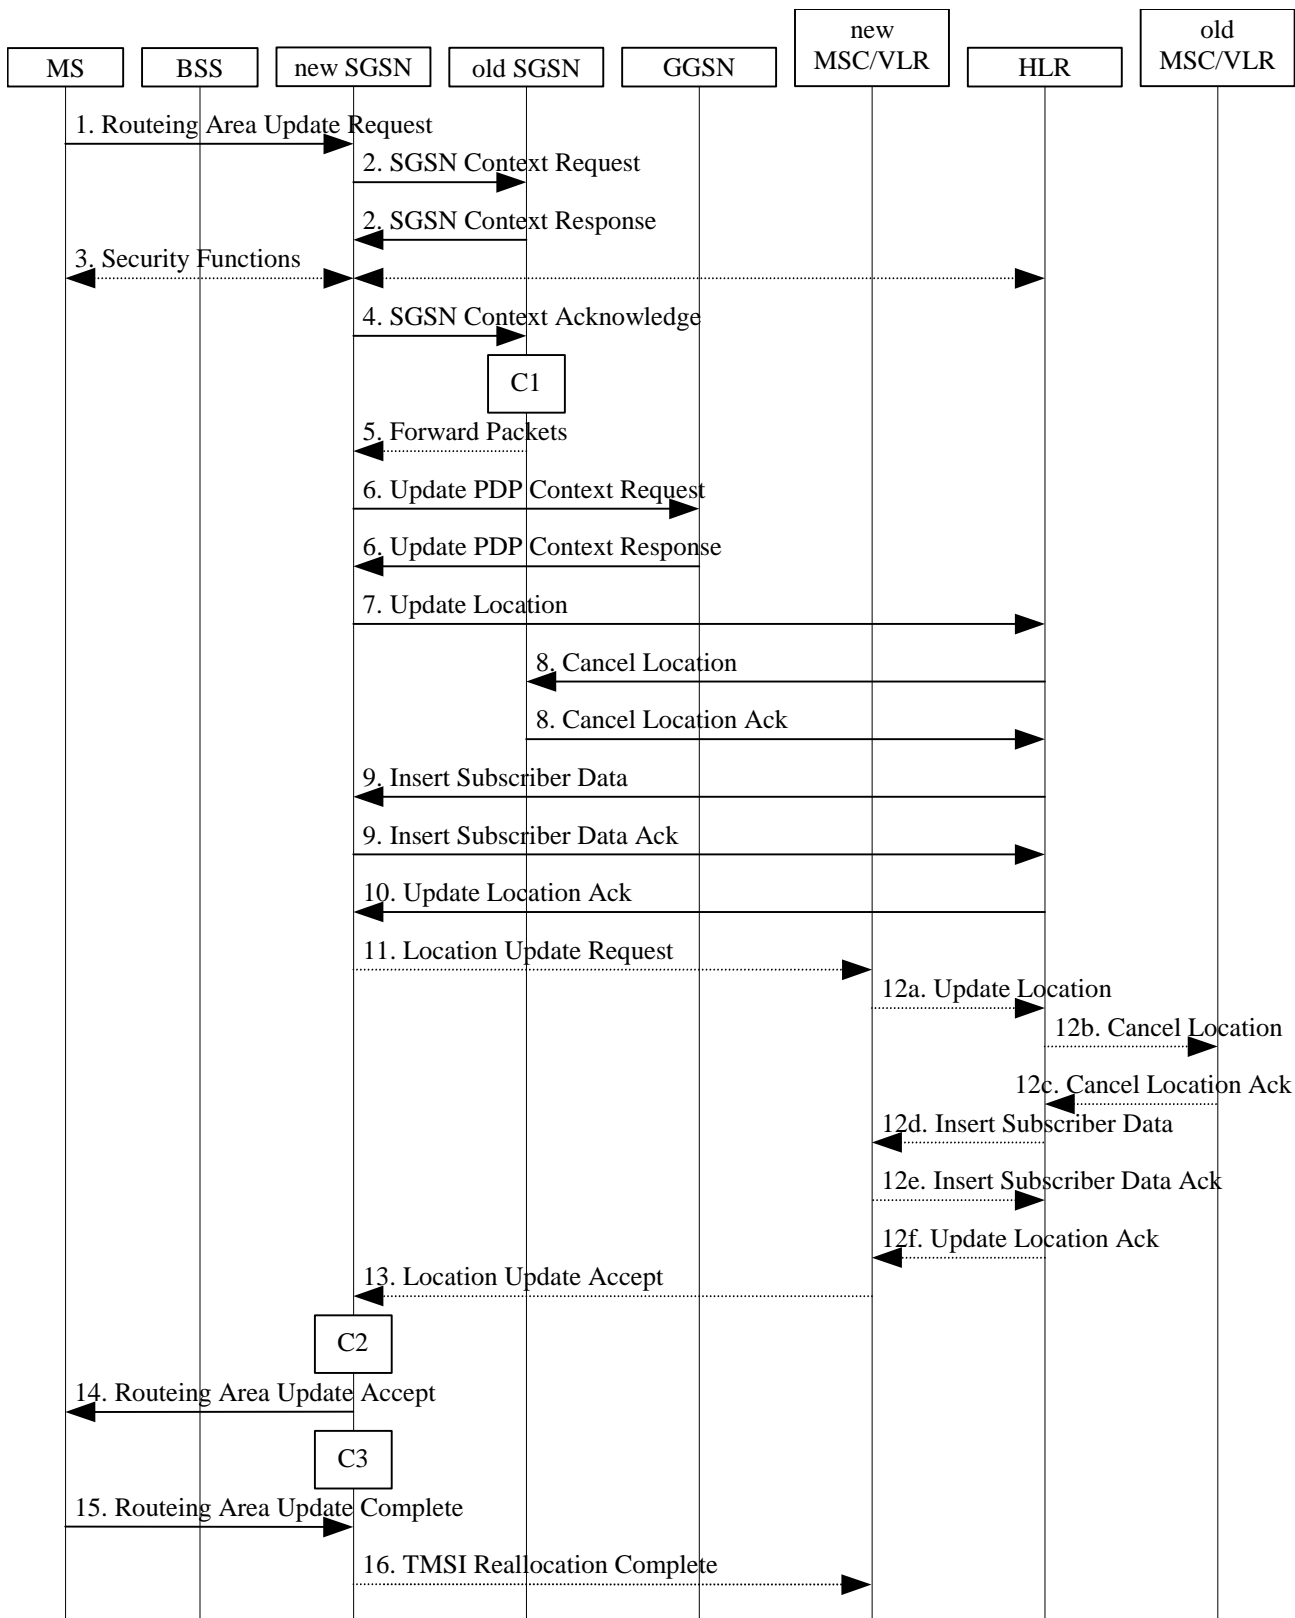 new
MSC/VLR
old
MSC/VLR
MS
BSS
new SGSN
old SGSN
GGSN
HLR
1. Routeing Area Update Request
2. SGSN Context Request
2. SGSN Context Response
3. Security Functions
4. SGSN Context Acknowledge
C1
5. Forward Packets
6. Update PDP Context Request
6. Update PDP Context Response
7. Update Location
8. Cancel Location
8. Cancel Location Ack
9. Insert Subscriber Data
9. Insert Subscriber Data Ack
10. Update Location Ack
11. Location Update Request
12a. Update Location
12b. Cancel Location
12c. Cancel Location Ack
12d. Insert Subscriber Data
12e. Insert Subscriber Data Ack
12f. Update Location Ack
13. Location Update Accept
C2
14. Routeing Area Update Accept
C3
15. Routeing Area Update Complete
16. TMSI Reallocation Complete